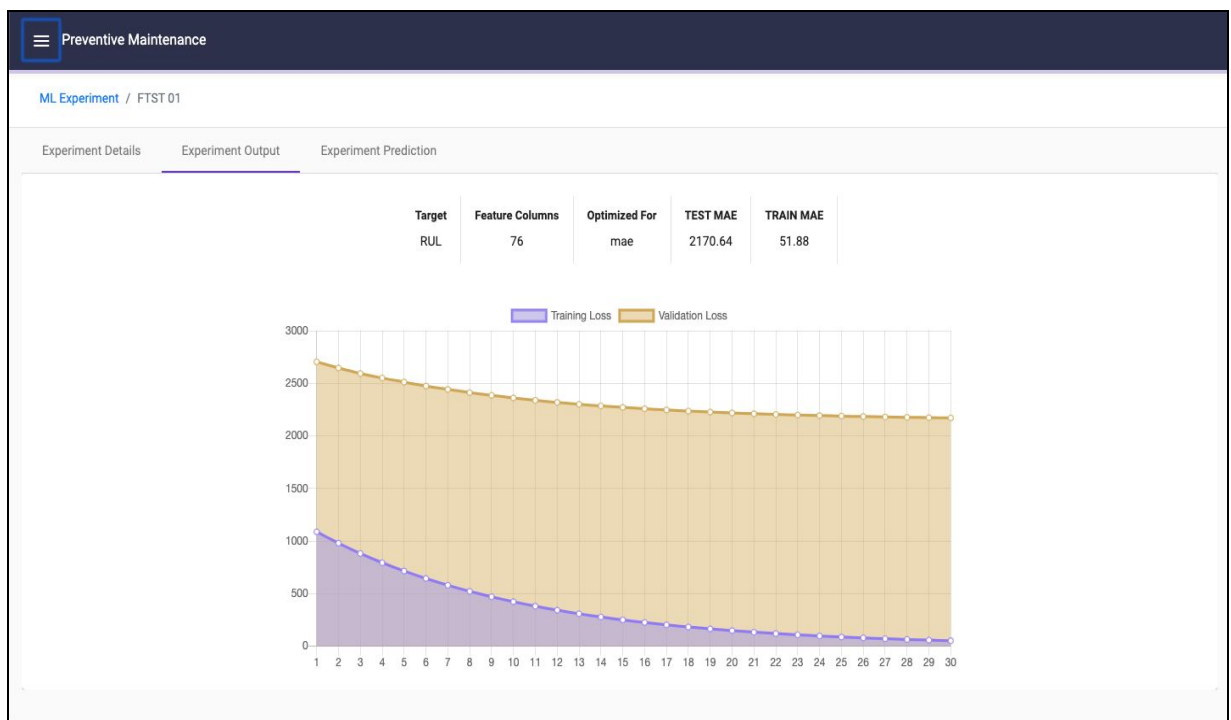 Preventive Maintenance
ML Experiment / FTST 01
Experiment Details Experiment Output Experiment Prediction
Target Feature Columns Optimized For TEST MAE TRAIN MAE
RUL 76 mae 2170.64 51.88
Training Loss Validation Loss
3000
2500
2000
1500
1000
500
0
1 2 3 4 5 6 7 8 9 10 11 12 13 14 15 16 17 18 19 20 21 22 23 24 25 26 27 28 29 30